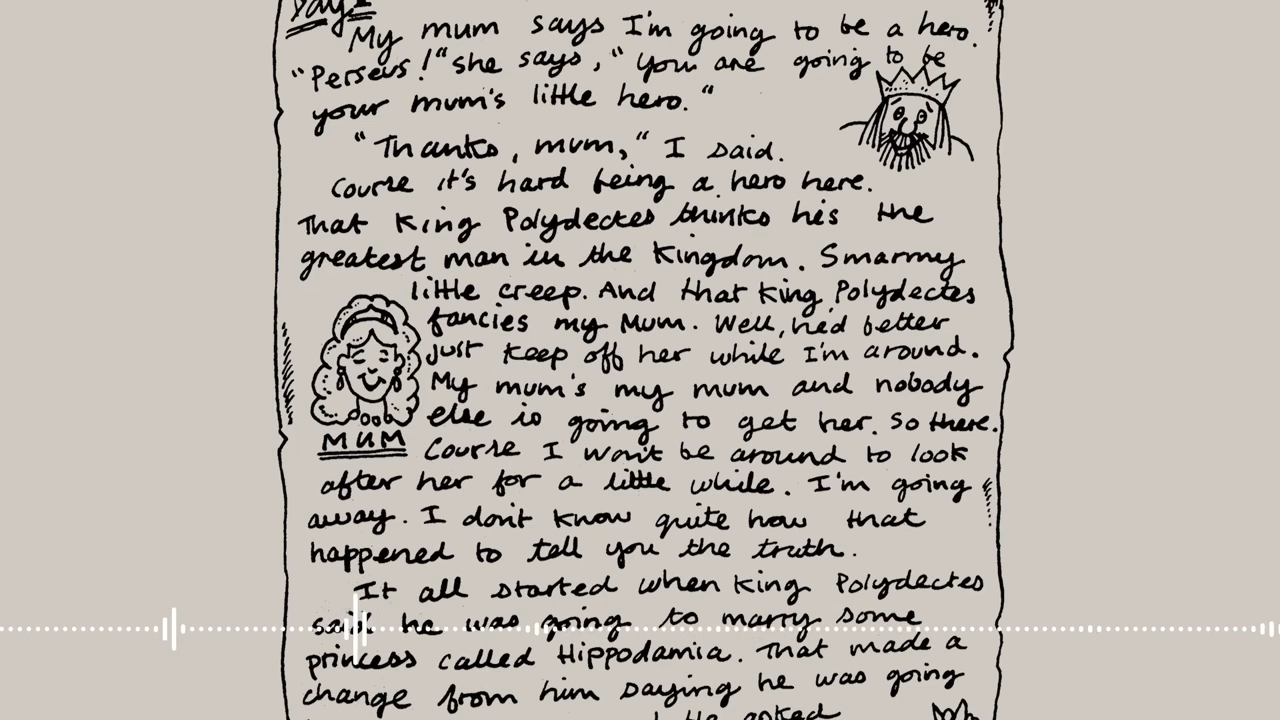 Day 1
My mum says I'm going to be a hero.
"Perseus!" she says, "You are going to be
your mum's little hero."
"Thanks, mum," I said.
Course it's hard being a hero here.
That King Polydectes thinks his the
greatest man in the Kingdom. Smarmy
little creep. And that King Polydectes
fancies my Mum. Well, he'd better
just keep off her while I'm around.
My mum's my mum and nobody
else is going to get her. So there.
MUM
Course I won't be around to look
after her for a little while. I'm going
away. I don't know quite how that
happened to tell you the truth.
It all started when King Polydectes
said he was going to marry some
princess called Hippodamia. That made a
change from him saying he was going
He asked